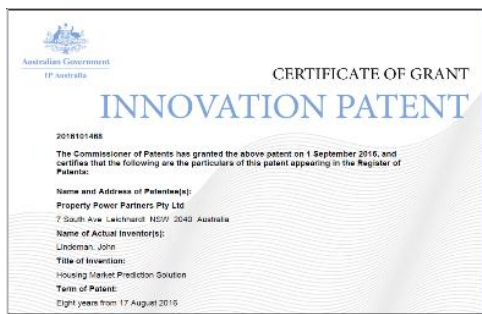 Australian Government
IP Australia
CERTIFICATE OF GRANT
INNOVATION PATENT
2016101468
The Commissioner of Patents has granted the above patent on 1 September 2016, and
certifies that the following are the particulars of this patent appearing in the Register of
Patents:
Name and Address of Patentee(s):
Property Power Partners Pty Ltd
7 South Ave Leichhardt NSW 2040 Australia
Name of Actual Inventor(s):
Lindeman, John
Title of Invention:
Housing Market Prediction Solution
Term of Patent:
Eight years from 17 August 2016